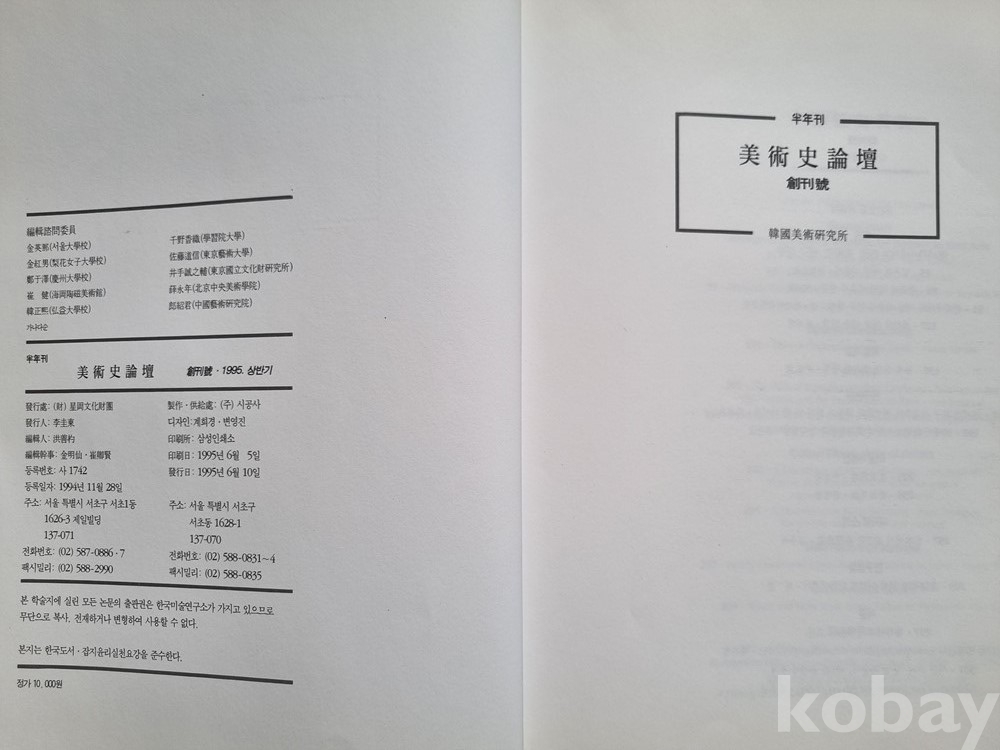 編輯諮問委員
金英那(서울大學校)
金紅男(梨花女子大學校)
鄭于澤(慶州大學校)
崔 健(海岡陶磁美術館)
韓正熙(弘益大學校)
가나다순
千野香織(學習院大學)
佐藤道信(東京藝術大學)
井手誠之輔(東京國立文化財硏究所)
薛永年(北京中央美術學院)
郎紹君(中國藝術硏究院)
半年刊
美術史論壇 創刊號·1995. 상반기
發行處: (財) 星岡文化財團
發行人: 李圭東
編輯人: 洪善杓
編輯幹事: 金明仙·崔卿賢
등록번호: 사 1742
등록일자: 1994년 11월 28일
주소: 서울 특별시 서초구 서초1동
1626-3 제일빌딩
137-071
전화번호: (02) 587-0886·7
팩시밀리: (02) 588-2990
製作·供給處: (주) 시공사
디자인:계희경·변영진
印刷所: 삼성인쇄소
印刷日: 1995년 6월 5일
發行日: 1995년 6월 10일
주소: 서울 특별시 서초구
서초동 1628-1
137-070
전화번호: (02) 588-0831~4
팩시밀리: (02) 588-0835
본 학술지에 실린 모든 논문의 출판권은 한국미술연구소가 가지고 있으므로
무단으로 복사, 전재하거나 변형하여 사용할 수 없다.
본지는 한국도서·잡지윤리실천요강을 준수한다.
정가 10,000원
半年刊
美術史論壇
創刊號
韓國美術硏究所
kobay